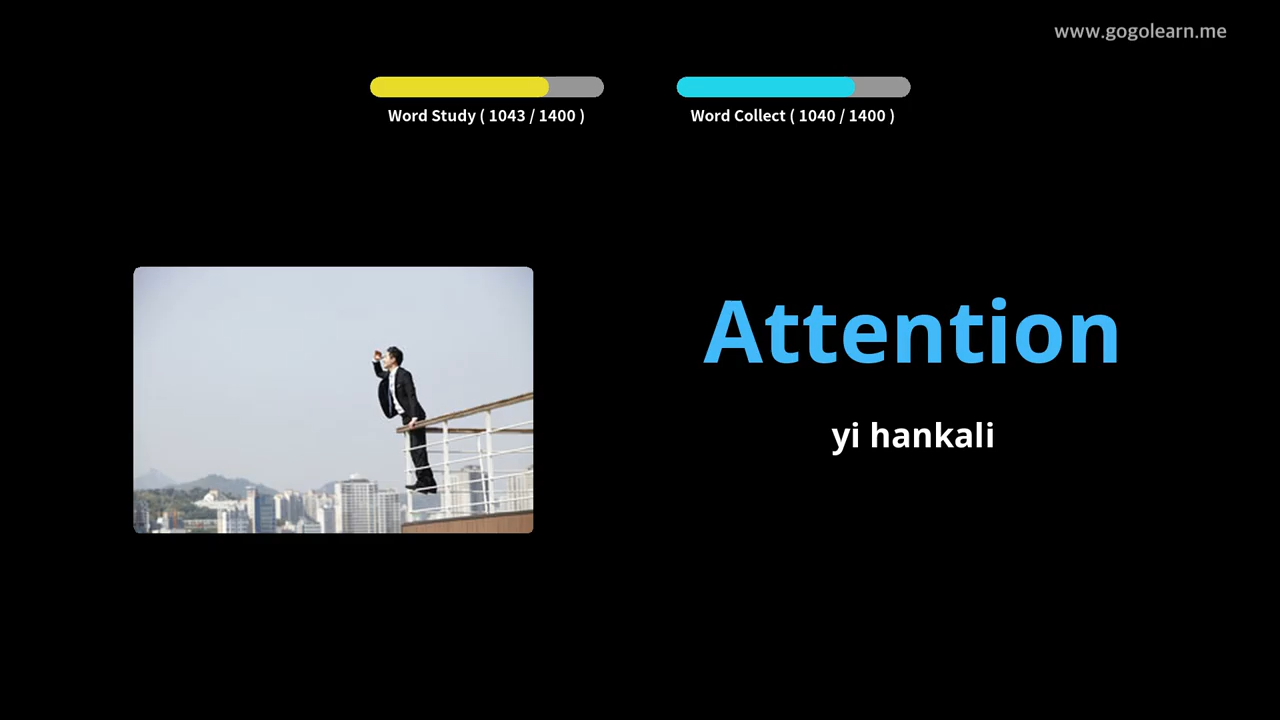 www.gogolearn.me
Word Study ( 1043 / 1400 )
Word Collect ( 1040 / 1400 )
Attention
yi hankali